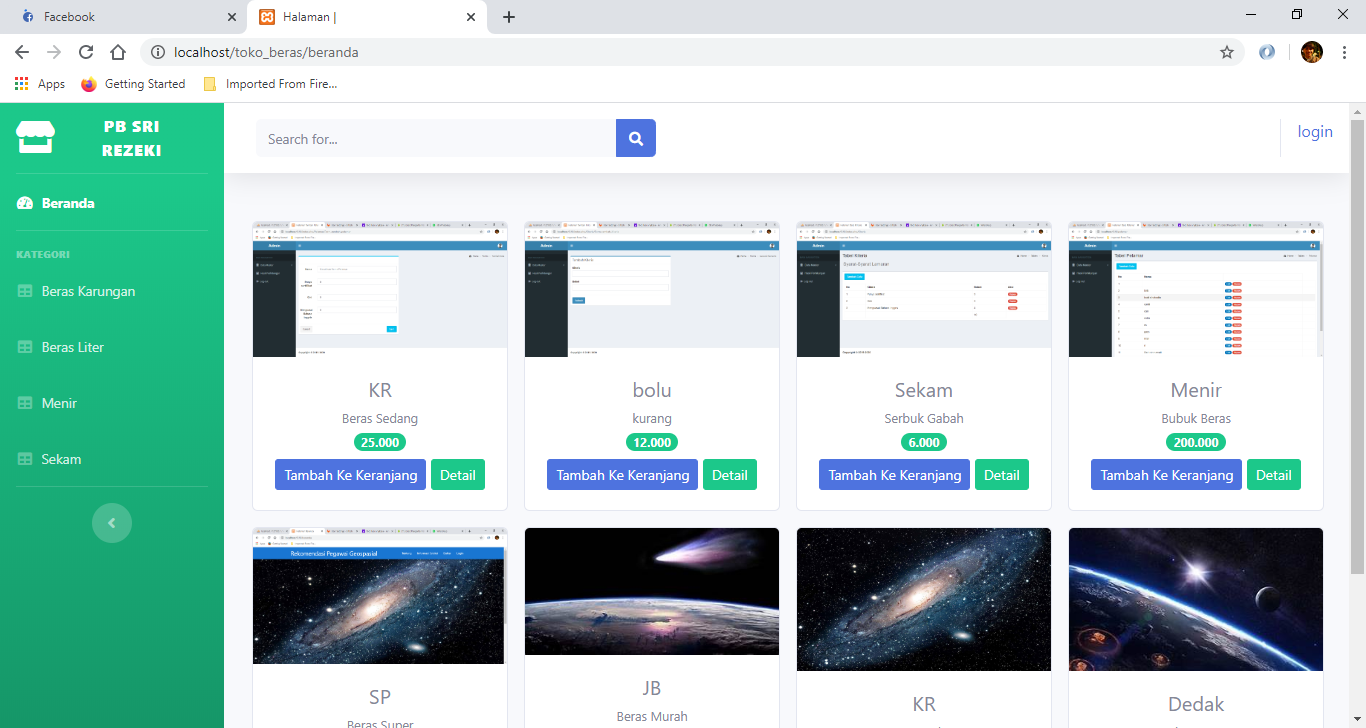 Facebook
Halaman |
localhost/toko_beras/beranda
Apps
Getting Started
Imported From Fire...
PB SRI
REZEKI
Search for...
login
Beranda
KATEGORI
Beras Karungan
Beras Liter
Menir
Sekam
KR
Beras Sedang
25.000
Tambah Ke Keranjang
Detail
bolu
kurang
12.000
Tambah Ke Keranjang
Detail
Sekam
Serbuk Gabah
6.000
Tambah Ke Keranjang
Detail
Menir
Bubuk Beras
200.000
Tambah Ke Keranjang
Detail
Rekomendasi Pegawai Geospasial
SP
Beras Super
JB
Beras Murah
KR
Dedak